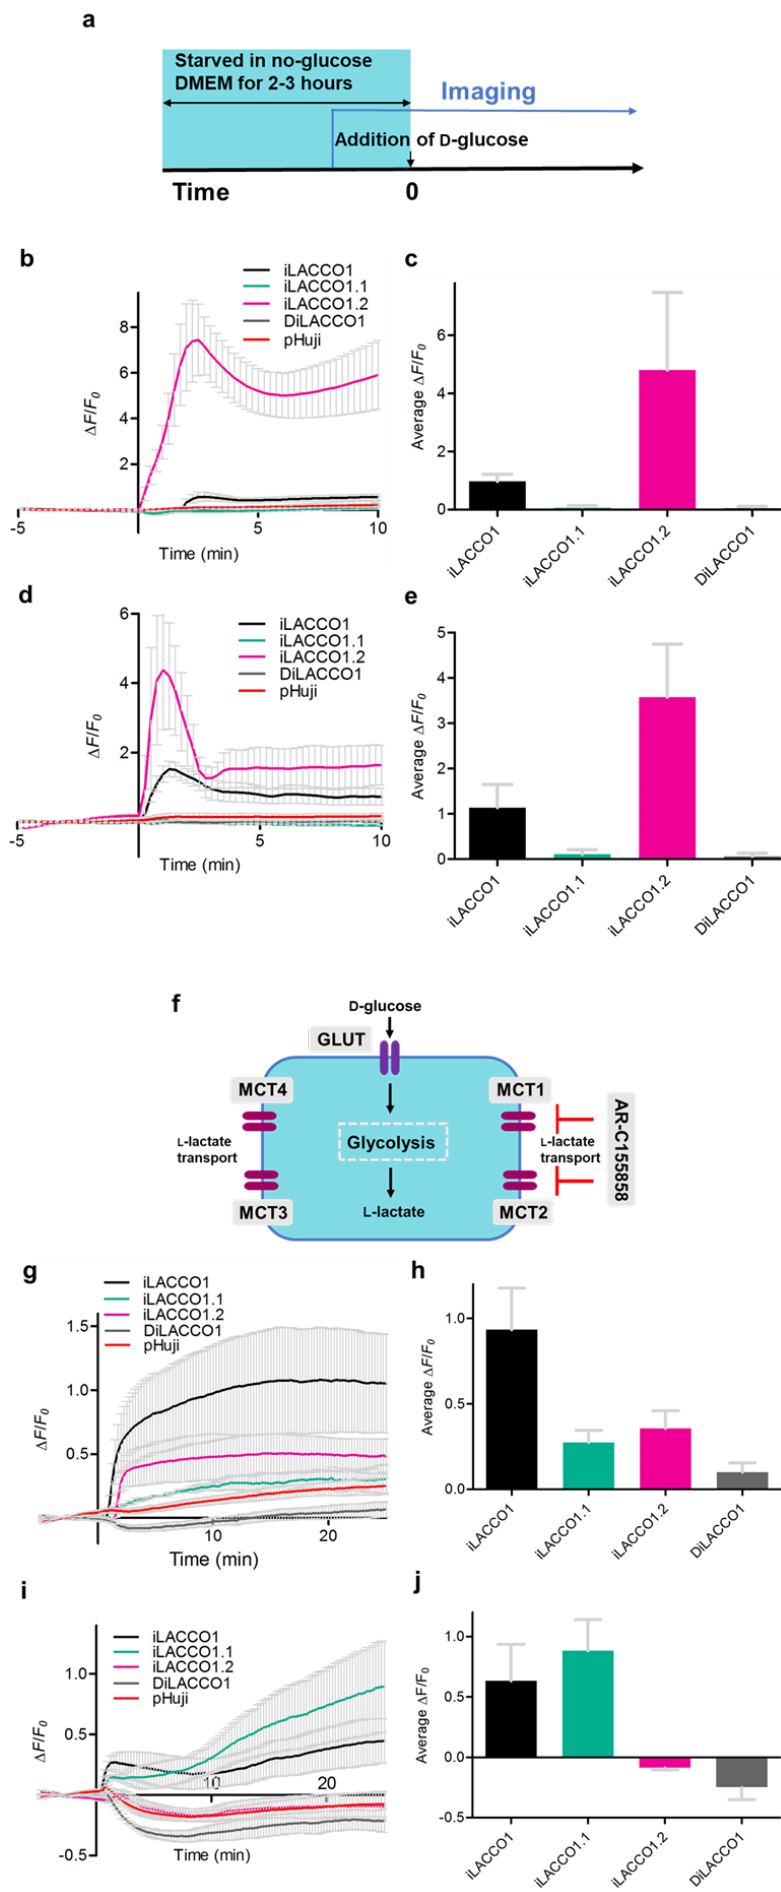 a
Starved in no-glucose
DMEM for 2-3 hours
Imaging
Addition of D-glucose
Time
0
b
iLACCO1
iLACCO1.1
iLACCO1.2
DiLACCO1
pHuji
ΔF/F0
8
6
4
2
-5
5
10
Time (min)
c
Average ΔF/F0
6
4
2
0
iLACCO1
iLACCO1.1
iLACCO1.2
DiLACCO1
d
iLACCO1
iLACCO1.1
iLACCO1.2
DiLACCO1
pHuji
ΔF/F0
6
4
2
-5
5
10
Time (min)
e
Average ΔF/F0
5
4
3
2
1
0
iLACCO1
iLACCO1.1
iLACCO1.2
DiLACCO1
f
D-glucose
GLUT
MCT4
MCT1
L-lactate
transport
Glycolysis
L-lactate
transport
AR-C155858
MCT3
L-lactate
MCT2
g
iLACCO1
iLACCO1.1
iLACCO1.2
DiLACCO1
pHuji
ΔF/F0
1.5
1.0
0.5
10
20
Time (min)
h
Average ΔF/F0
1.0
0.5
0.0
iLACCO1
iLACCO1.1
iLACCO1.2
DiLACCO1
i
iLACCO1
iLACCO1.1
iLACCO1.2
DiLACCO1
pHuji
ΔF/F0
1.0
0.5
-0.5
10
20
Time (min)
j
Average ΔF/F0
1.0
0.5
0.0
-0.5
iLACCO1
iLACCO1.1
iLACCO1.2
DiLACCO1